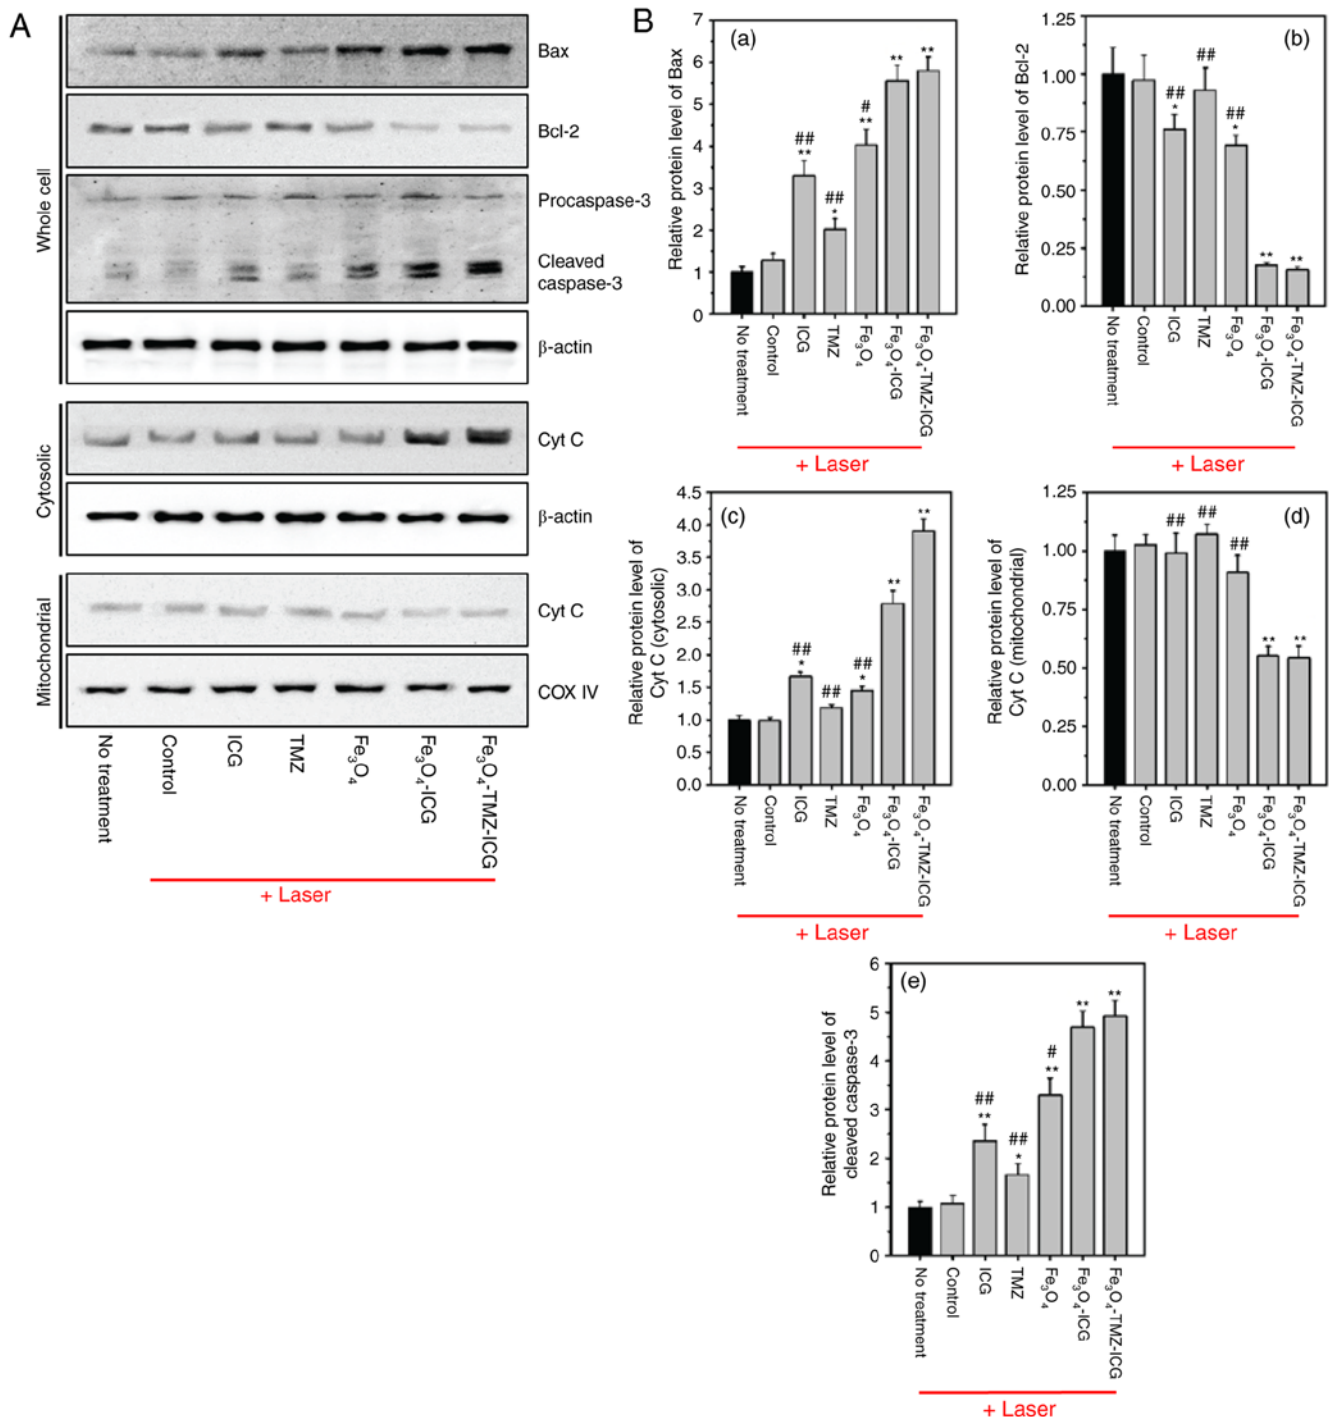 A
Whole cell
Bax
Bcl-2
Procaspase-3
Cleaved
caspase-3
β-actin
Cytosolic
Cyt C
β-actin
Mitochondrial
Cyt C
COX IV
No treatment
Control
ICG
TMZ
Fe3O4
Fe3O4-ICG
Fe3O4-TMZ-ICG
+ Laser
B
(a)
Relative protein level of Bax
7
6
5
4
3
2
1
0
##
**
##
*
#
**
**
**
No treatment
Control
ICG
TMZ
Fe3O4
Fe3O4-ICG
Fe3O4-TMZ-ICG
+ Laser
(b)
Relative protein level of Bcl-2
1.25
1.00
0.75
0.50
0.25
0.00
##
*
##
##
*
**
**
No treatment
Control
ICG
TMZ
Fe3O4
Fe3O4-ICG
Fe3O4-TMZ-ICG
+ Laser
(c)
Relative protein level of
Cyt C (cytosolic)
4.5
4.0
3.5
3.0
2.5
2.0
1.5
1.0
0.5
0.0
##
*
##
##
*
**
**
No treatment
Control
ICG
TMZ
Fe3O4
Fe3O4-ICG
Fe3O4-TMZ-ICG
+ Laser
(d)
Relative protein level of
Cyt C (mitochondrial)
1.25
1.00
0.75
0.50
0.25
0.00
##
##
##
**
**
No treatment
Control
ICG
TMZ
Fe3O4
Fe3O4-ICG
Fe3O4-TMZ-ICG
+ Laser
(e)
Relative protein level of
cleaved caspase-3
6
5
4
3
2
1
0
##
**
##
*
#
**
**
**
No treatment
Control
ICG
TMZ
Fe3O4
Fe3O4-ICG
Fe3O4-TMZ-ICG
+ Laser